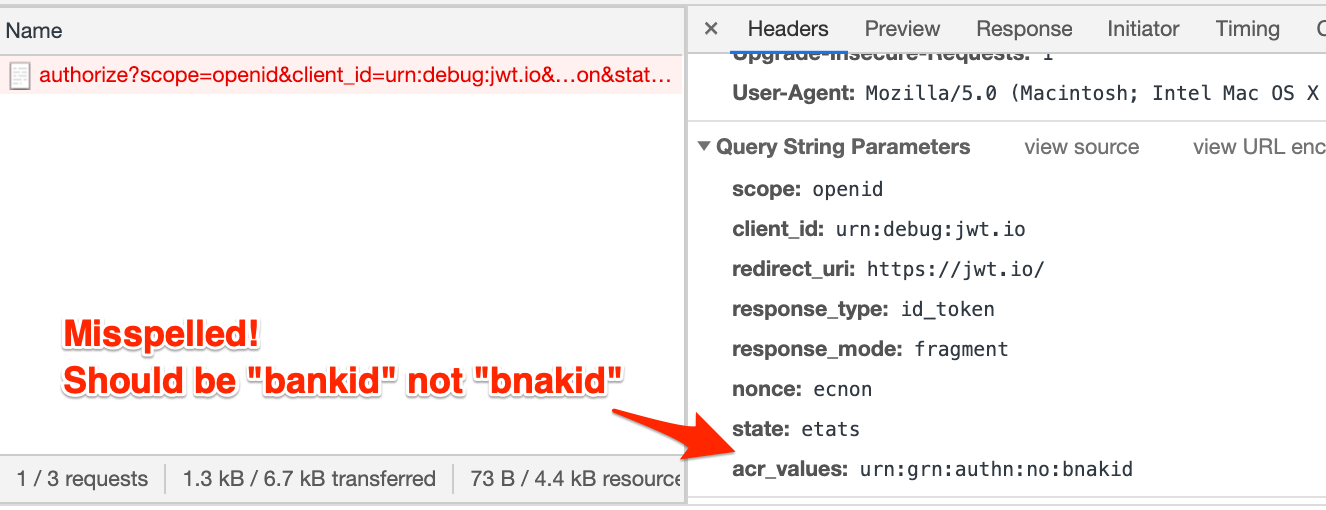 Name
× Headers Preview Response Initiator Timing
authorize?scope=openid&client_id=urn:debug:jwt.io&…on&stat…
Upgrade-Insecure-Requests: 1
User-Agent: Mozilla/5.0 (Macintosh; Intel Mac OS X
▼ Query String Parameters view source view URL enc
scope: openid
client_id: urn:debug:jwt.io
redirect_uri: https://jwt.io/
response_type: id_token
response_mode: fragment
nonce: ecnon
state: etats
acr_values: urn:grn:authn:no:bnakid
Misspelled!
Should be "bankid" not "bnakid"
1 / 3 requests 1.3 kB / 6.7 kB transferred 73 B / 4.4 kB resource